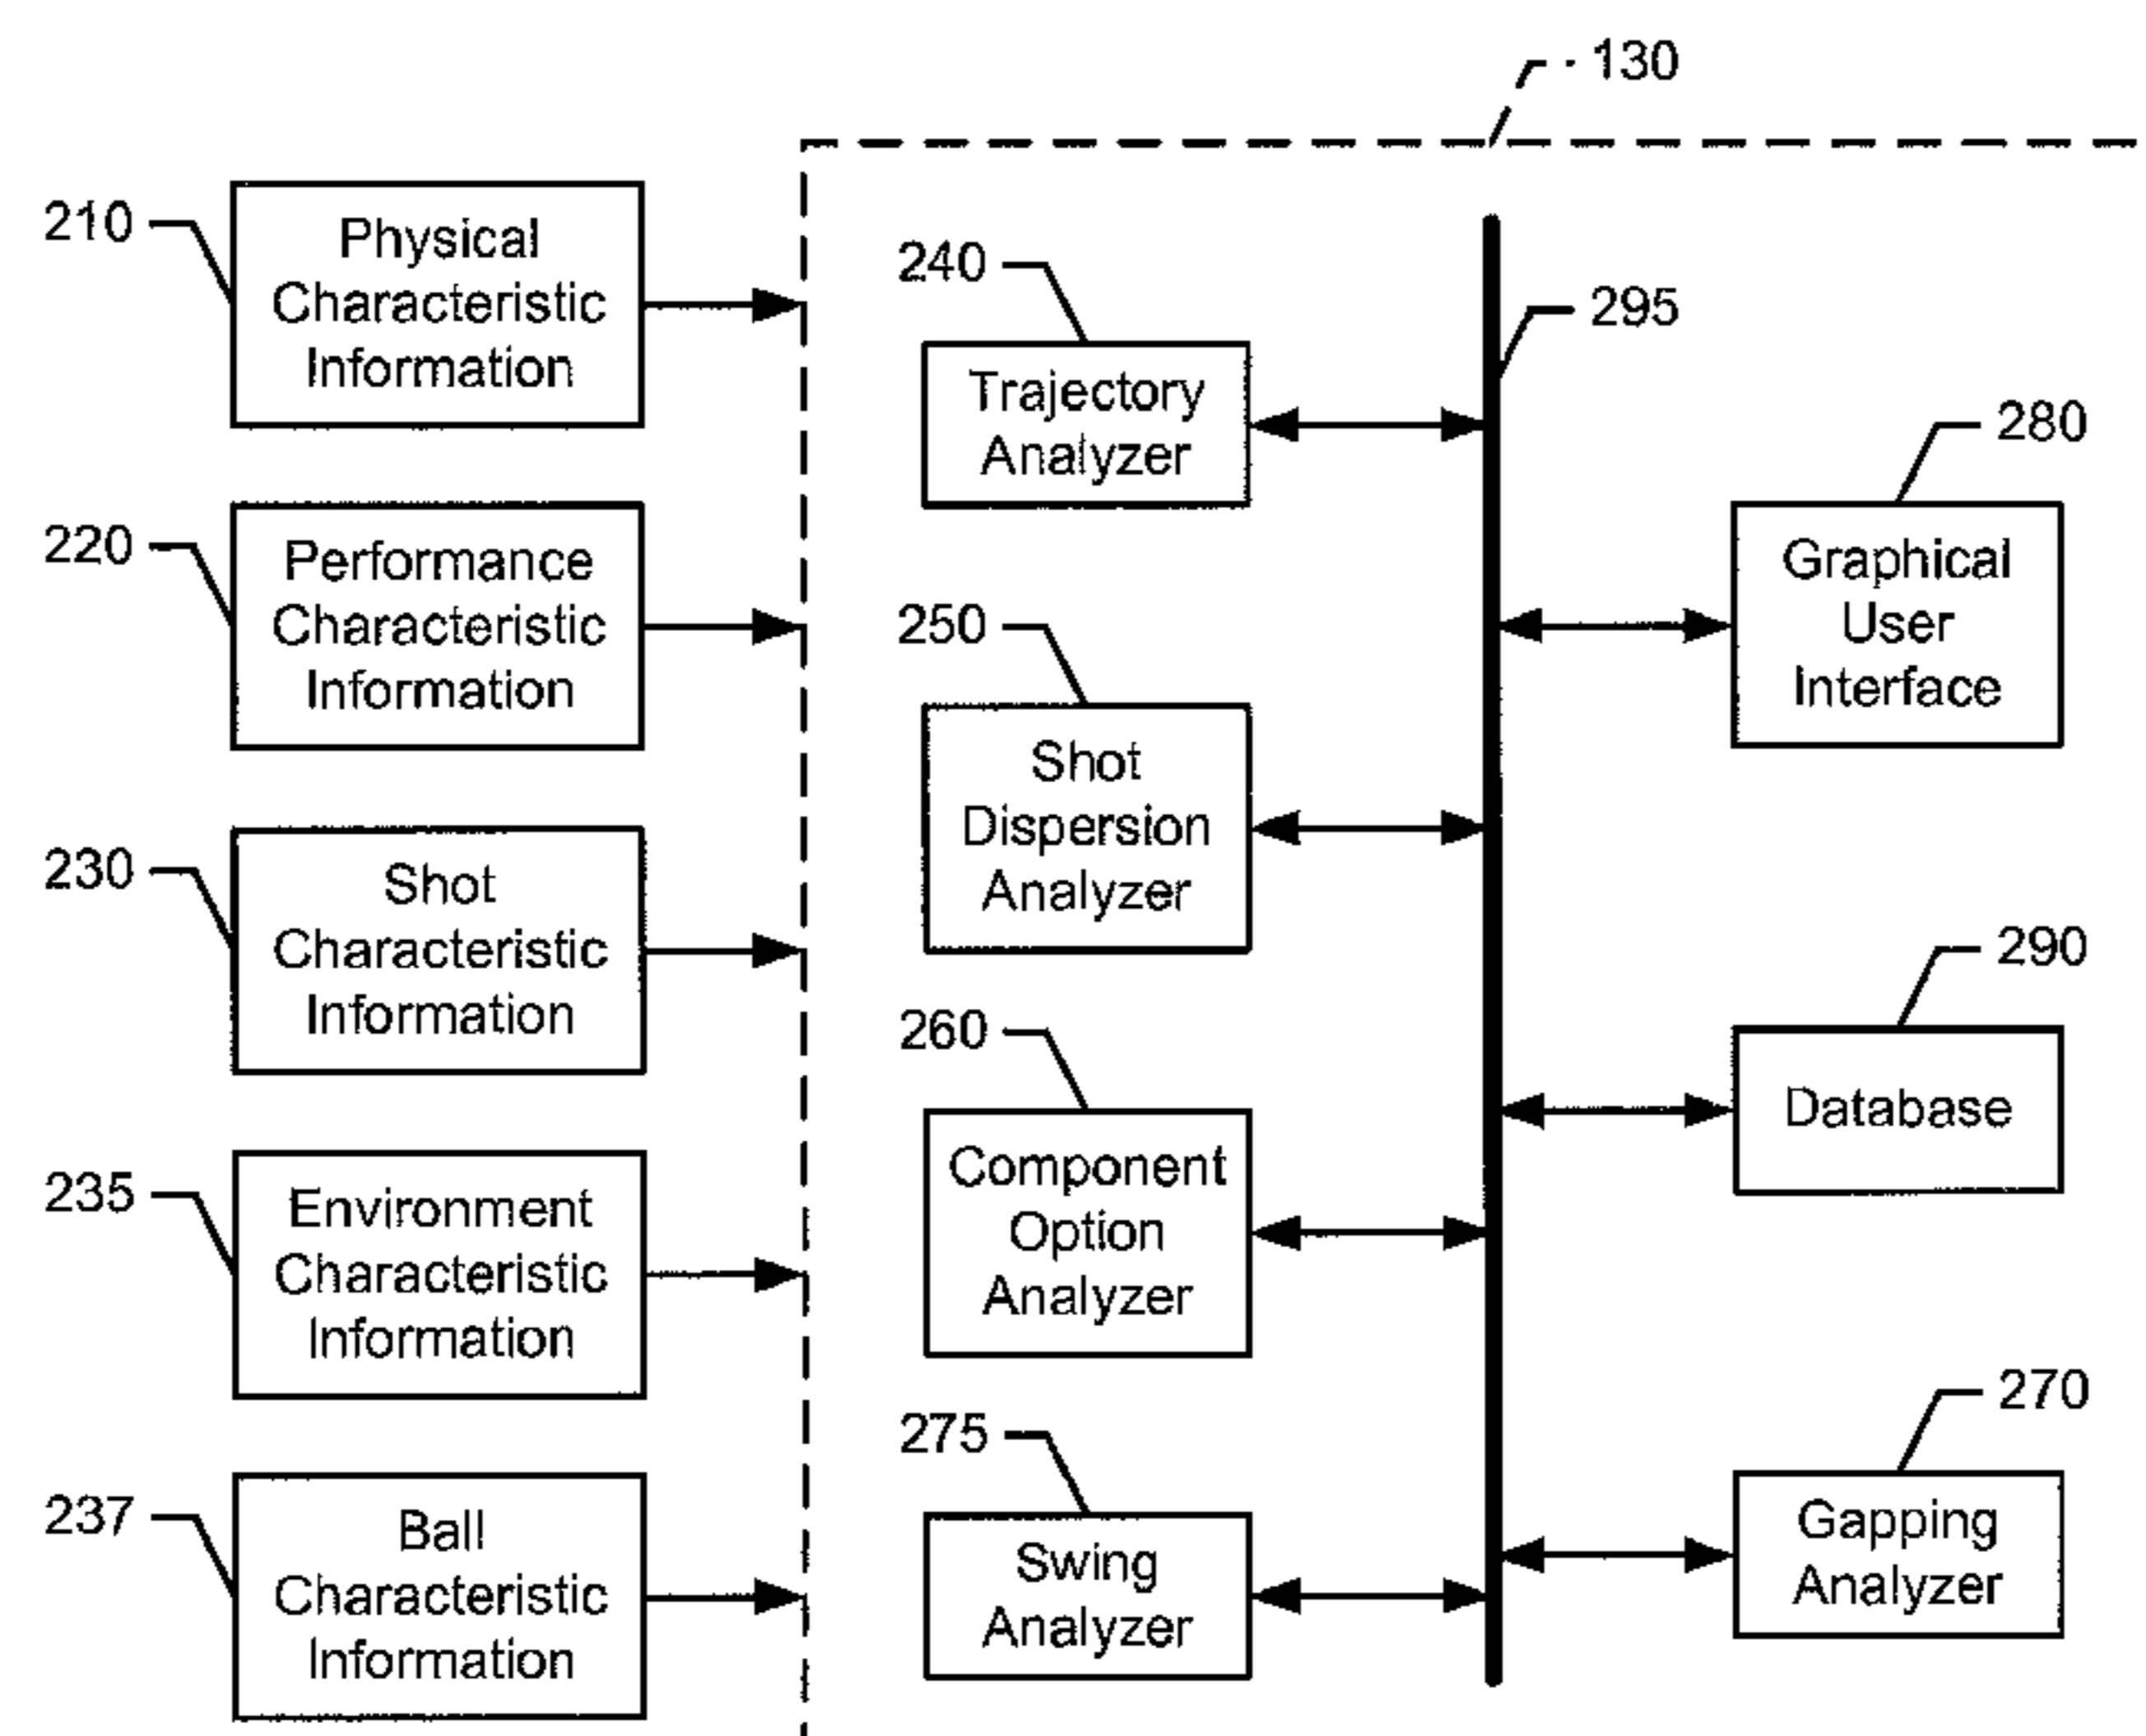 130
210
Physical
Characteristic
Information
220
Performance
Characteristic
Information
230
Shot
Characteristic
Information
235
Environment
Characteristic
Information
237
Ball
Characteristic
Information
240
Trajectory
Analyzer
250
Shot
Dispersion
Analyzer
260
Component
Option
Analyzer
275
Swing
Analyzer
295
280
Graphical
User
Interface
290
Database
270
Gapping
Analyzer